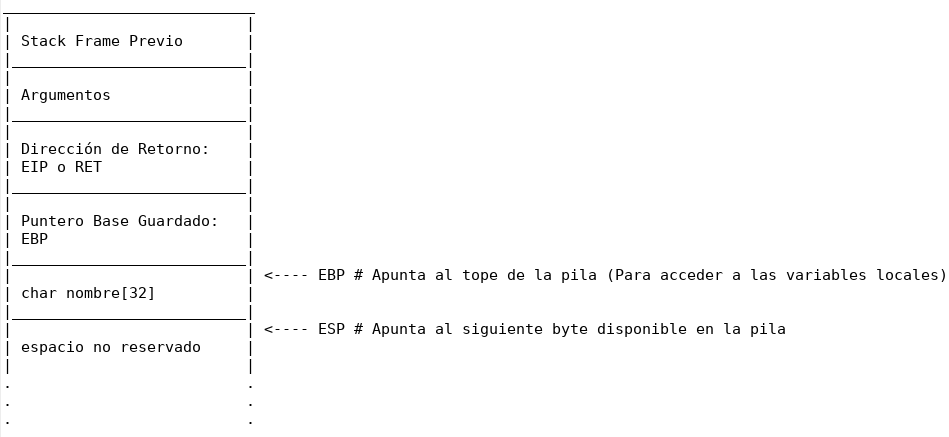 Stack Frame Previo
Argumentos
Dirección de Retorno:
EIP o RET
Puntero Base Guardado:
EBP
<---- EBP # Apunta al tope de la pila (Para acceder a las variables locales)
char nombre[32]
<---- ESP # Apunta al siguiente byte disponible en la pila
espacio no reservado